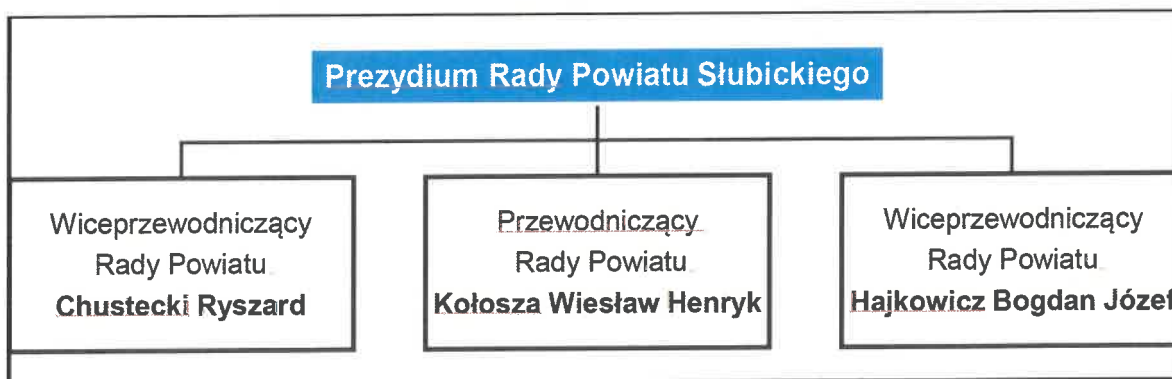 Prezydium Rady Powiatu Słubickiego
Wiceprzewodniczący
Rady Powiatu
Chustecki Ryszard
Przewodniczący
Rady Powiatu
Kołosza Wiesław Henryk
Wiceprzewodniczący
Rady Powiatu
Hajkowicz Bogdan Józef